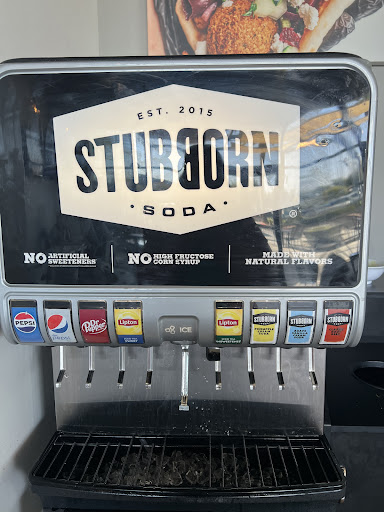 EST. 2015
STUBBORN
SODA
®
NO ARTIFICIAL
SWEETENERS
NO HIGH FRUCTOSE
CORN SYRUP
MADE WITH
NATURAL FLAVORS
PEPSI
Dr Pepper
Lipton
ICE
Lipton
STUBBORN
STUBBORN
STUBBORN